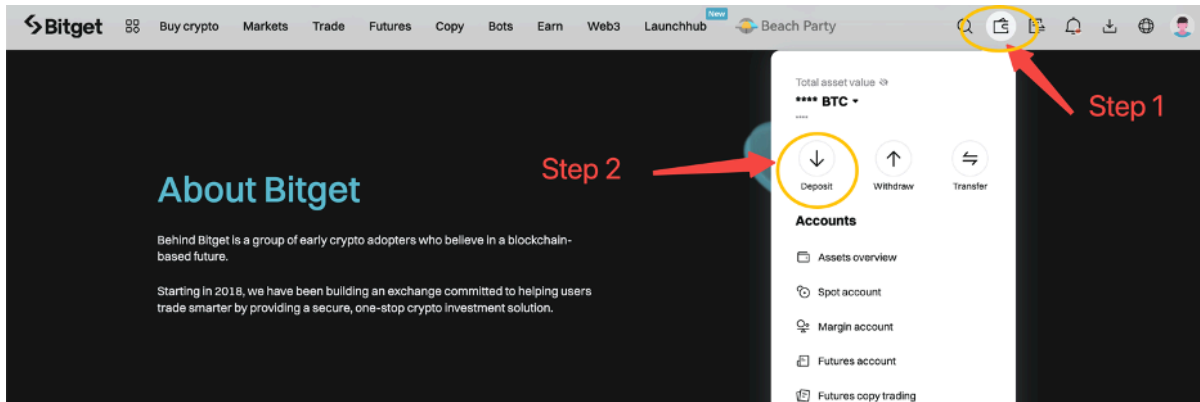 Bitget
Buy crypto Markets Trade Futures Copy Bots Earn Web3 Launchhub New Beach Party
Step 1
Total asset value
**** BTC
****
Step 2
Deposit Withdraw Transfer
About Bitget
Accounts
Behind Bitget is a group of early crypto adopters who believe in a blockchain-
based future.
Assets overview
Starting in 2018, we have been building an exchange committed to helping users
trade smarter by providing a secure, one-stop crypto investment solution.
Spot account
Margin account
Futures account
Futures copy trading